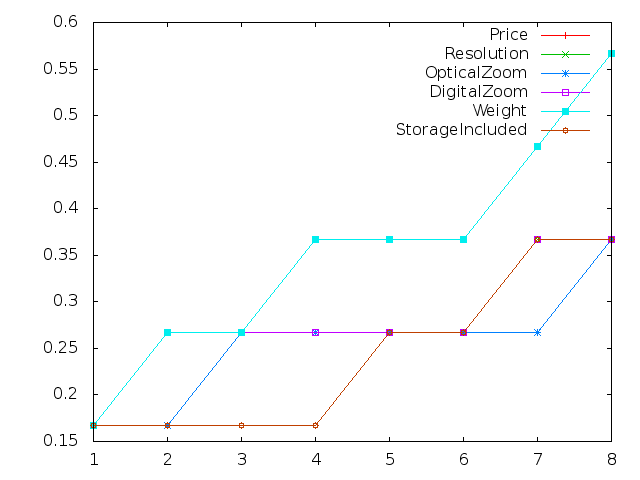 0.6
0.55
0.5
0.45
0.4
0.35
0.3
0.25
0.2
0.15
1 2 3 4 5 6 7 8
Price
Resolution
OpticalZoom
DigitalZoom
Weight
StorageIncluded